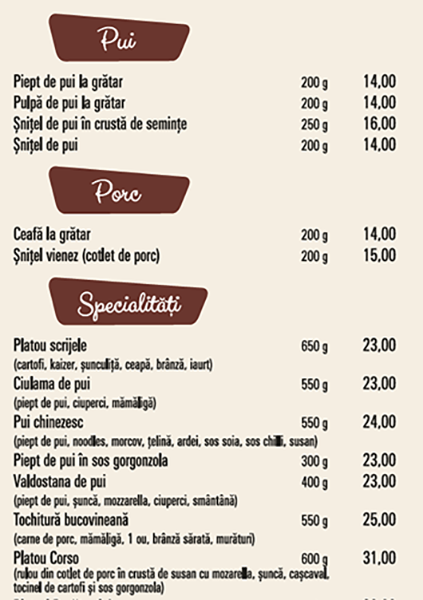 Pui
Piept de pui la grătar 200 g 14,00
Pulpă de pui la grătar 200 g 14,00
Șnițel de pui în crustă de semințe 250 g 16,00
Șnițel de pui 200 g 14,00
Porc
Ceafă la grătar 200 g 14,00
Șnițel vienez (cotlet de porc) 200 g 15,00
Specialități
Platou scrijele 650 g 23,00
(cartofi, kaizer, șunculiță, ceapă, brânză, iaurt)
Ciulama de pui 550 g 23,00
(piept de pui, ciuperci, mămăligă)
Pui chinezesc 550 g 24,00
(piept de pui, noodles, morcov, țelină, ardei, sos soia, sos chilli, susan)
Piept de pui în sos gorgonzola 300 g 23,00
Valdostana de pui 400 g 23,00
(piept de pui, șuncă, mozzarella, ciuperci, smântână)
Tochitură bucovineană 550 g 25,00
(carne de porc, mămăligă, 1 ou, brânză sărată, murături)
Platou Corso 600 g 31,00
(rulou din cotlet de porc în crustă de susan cu mozarella, șuncă, cașcaval,
tocinel de cartofi și sos gorgonzola)